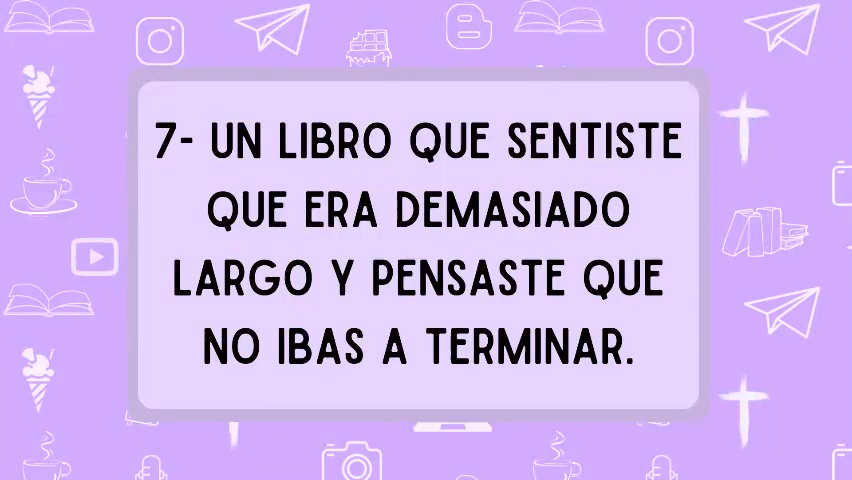 7- UN LIBRO QUE SENTISTE
QUE ERA DEMASIADO
LARGO Y PENSASTE QUE
NO IBAS A TERMINAR.